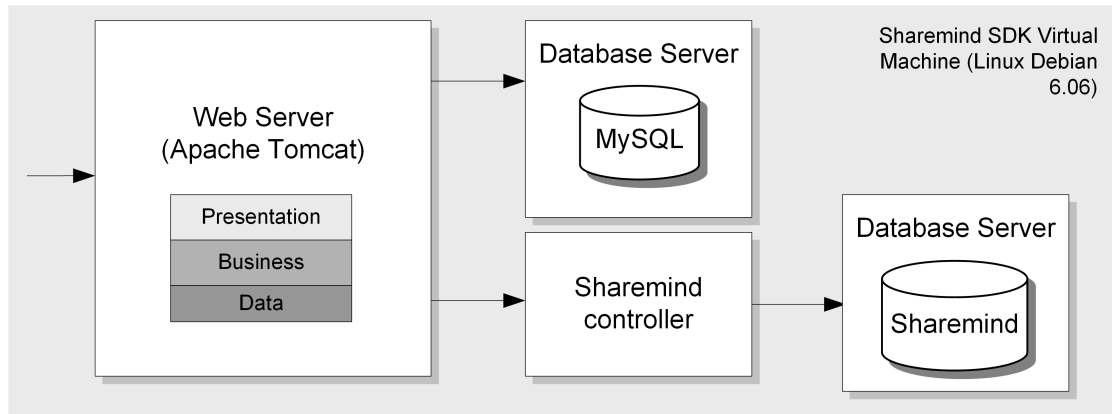 Sharemind SDK Virtual
Machine (Linux Debian
6.06)
Web Server
(Apache Tomcat)
Presentation
Business
Data
Database Server
MySQL
Sharemind
controller
Database Server
Sharemind